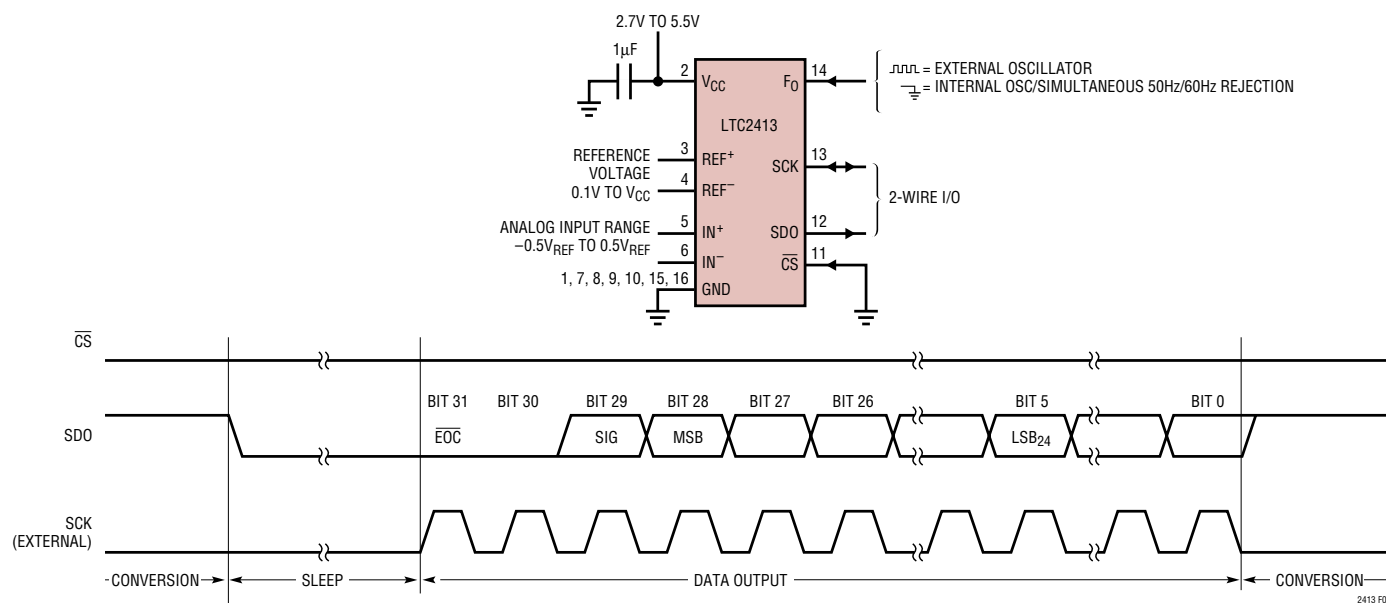 2.7V TO 5.5V
1µF
2
VCC
FO
14
= EXTERNAL OSCILLATOR
= INTERNAL OSC/SIMULTANEOUS 50Hz/60Hz REJECTION
LTC2413
REFERENCE
VOLTAGE
0.1V TO VCC
3
REF+
4
REF−
SCK
13
2-WIRE I/O
ANALOG INPUT RANGE
−0.5VREF TO 0.5VREF
5
IN+
6
IN−
SDO
12
CS
11
1, 7, 8, 9, 10, 15, 16
GND
CS
SDO
BIT 31
BIT 30
BIT 29
BIT 28
BIT 27
BIT 26
BIT 5
BIT 0
EOC
SIG
MSB
LSB24
SCK
(EXTERNAL)
CONVERSION
SLEEP
DATA OUTPUT
CONVERSION